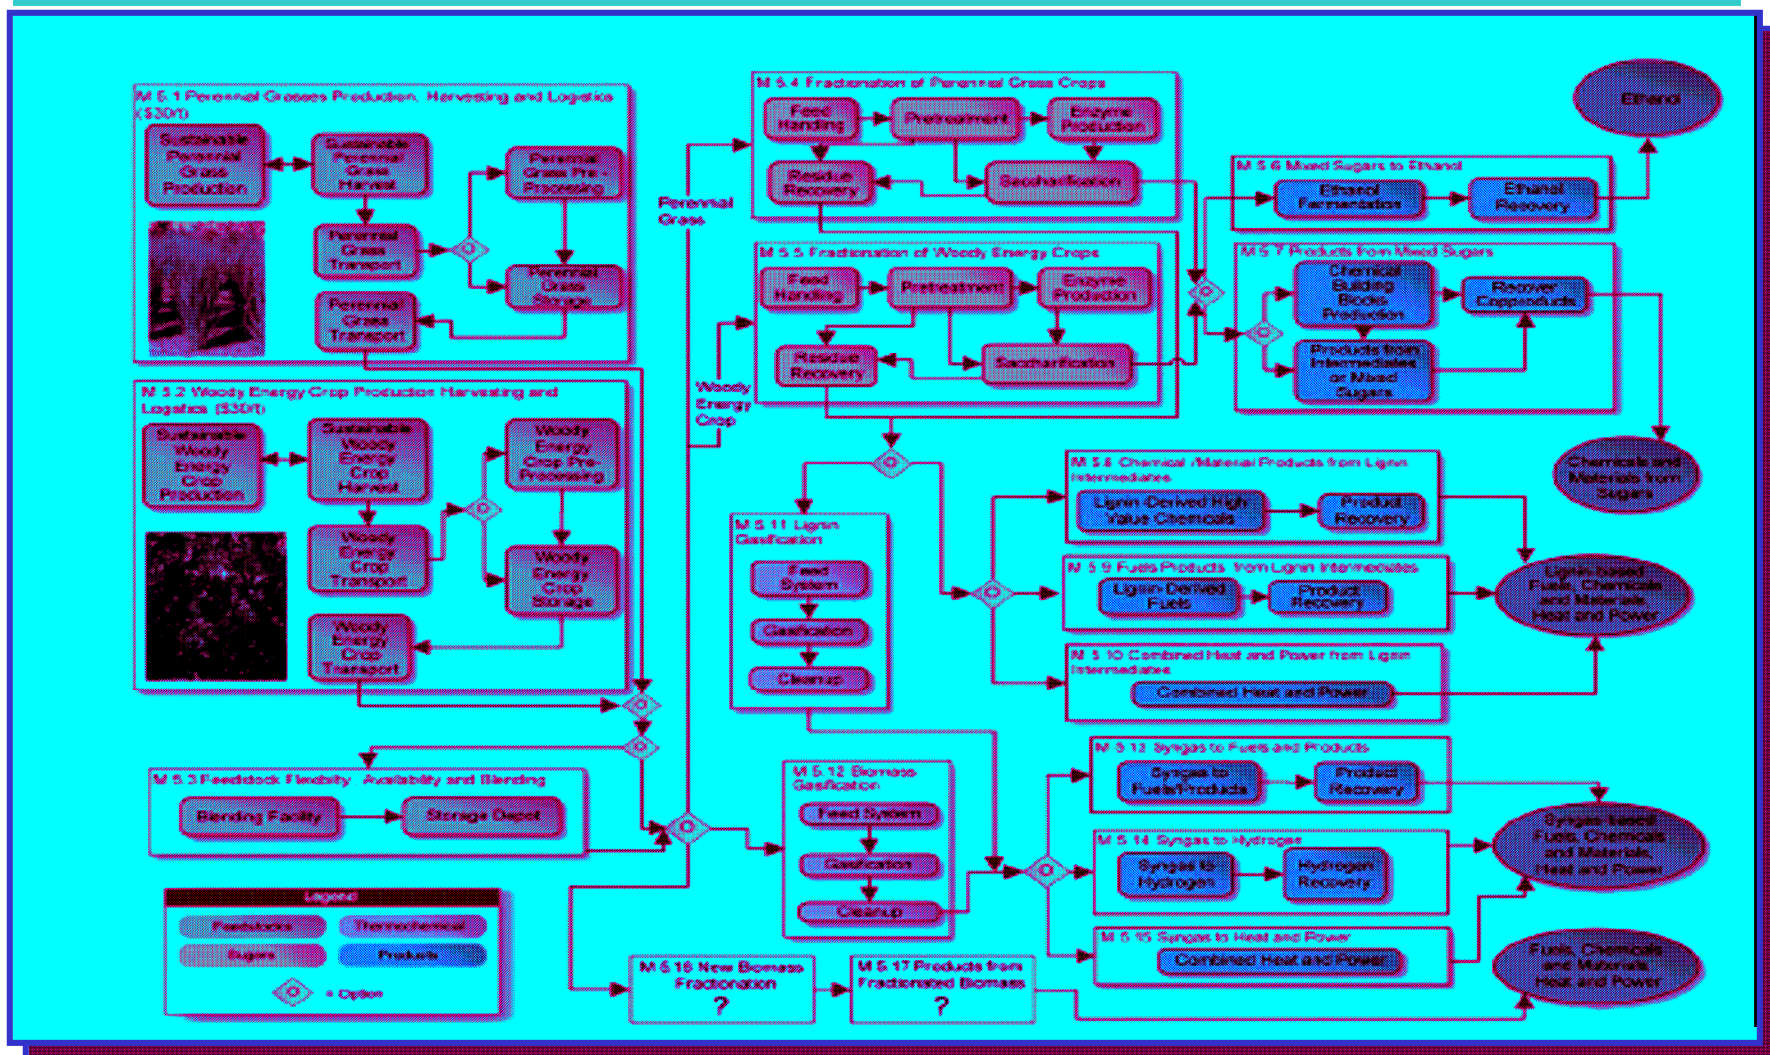 M 5.1 Perennial Grasses Production, Harvesting and Logistics
($30/t)
Sustainable
Perennial
Grass
Production
Sustainable
Perennial
Grass
Harvest
Perennial
Grass Pre -
Processing
Perennial
Grass
Transport
Perennial
Grass
Storage
Perennial
Grass
Transport
M 5.2 Woody Energy Crop Production Harvesting and
Logistics ($30/t)
Sustainable
Woody
Energy
Crop
Production
Sustainable
Woody
Energy
Crop
Harvest
Woody
Energy
Crop Pre-
Processing
Woody
Energy
Crop
Transport
Woody
Energy
Crop
Storage
Woody
Energy
Crop
Transport
M 5.3 Feedstock Flexibility, Availability and Blending
Blending Facility
Storage Depot
Legend
Feedstocks
Thermochemical
Sugars
Products
= Option
Perennial
Grass
Woody
Energy
Crop
M 5.4 Fractionation of Perennial Grass Crops
Feed
Handling
Pretreatment
Enzyme
Production
Residue
Recovery
Saccharification
M 5.5 Fractionation of Woody Energy Crops
Feed
Handling
Pretreatment
Enzyme
Production
Residue
Recovery
Saccharification
M 5.6 Mixed Sugars to Ethanol
Ethanol
Fermentation
Ethanol
Recovery
Ethanol
M 5.7 Products from Mixed Sugars
Chemical
Building
Blocks
Production
Recover
Coproducts
Products from
Intermediates
or Mixed
Sugars
Chemicals and
Materials from
Sugars
M 5.8 Chemical /Material Products from Lignin
Intermediates
Lignin-Derived High
Value Chemicals
Product
Recovery
M 5.9 Fuels Products from Lignin Intermediates
Lignin-Derived
Fuels
Product
Recovery
M 5.10 Combined Heat and Power from Lignin
Intermediates
Combined Heat and Power
Lignin-based
Fuels, Chemicals
and Materials,
Heat and Power
M 5.11 Lignin
Gasification
Feed
System
Gasification
Cleanup
M 5.12 Biomass
Gasification
Feed System
Gasification
Cleanup
M 5.13 Syngas to Fuels and Products
Syngas to
Fuels/Products
Product
Recovery
M 5.14 Syngas to Hydrogen
Syngas to
Hydrogen
Hydrogen
Recovery
M 5.15 Syngas to Heat and Power
Combined Heat and Power
Syngas-based
Fuels, Chemicals
and Materials,
Heat and Power
M 5.16 New Biomass
Fractionation
?
M 5.17 Products from
Fractionated Biomass
?
Fuels, Chemicals
and Materials,
Heat and Power